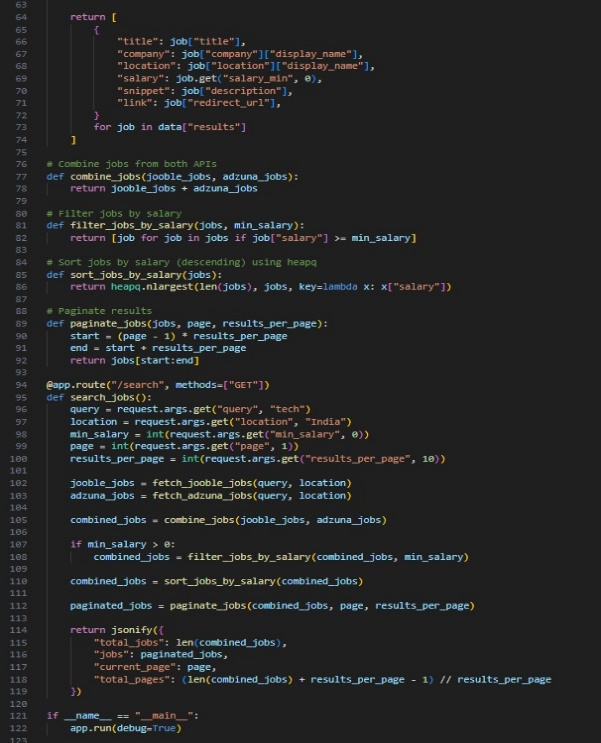 63
64 return [
65 {
66 "title": job["title"],
67 "company": job["company"]["display_name"],
68 "location": job["location"]["display_name"],
69 "salary": job.get("salary_min", 0),
70 "snippet": job["description"],
71 "link": job["redirect_url"],
72 }
73 for job in data["results"]
74 ]
75
76 # Combine jobs from both APIs
77 def combine_jobs(jooble_jobs, adzuna_jobs):
78 return jooble_jobs + adzuna_jobs
79
80 # Filter jobs by salary
81 def filter_jobs_by_salary(jobs, min_salary):
82 return [job for job in jobs if job["salary"] >= min_salary]
83
84 # Sort jobs by salary (descending) using heapq
85 def sort_jobs_by_salary(jobs):
86 return heapq.nlargest(len(jobs), jobs, key=lambda x: x["salary"])
87
88 # Paginate results
89 def paginate_jobs(jobs, page, results_per_page):
90 start = (page - 1) * results_per_page
91 end = start + results_per_page
92 return jobs[start:end]
93
94 @app.route("/search", methods=["GET"])
95 def search_jobs():
96 query = request.args.get("query", "tech")
97 location = request.args.get("location", "India")
98 min_salary = int(request.args.get("min_salary", 0))
99 page = int(request.args.get("page", 1))
100 results_per_page = int(request.args.get("results_per_page", 10))
101
102 jooble_jobs = fetch_jooble_jobs(query, location)
103 adzuna_jobs = fetch_adzuna_jobs(query, location)
104
105 combined_jobs = combine_jobs(jooble_jobs, adzuna_jobs)
106
107 if min_salary > 0:
108 combined_jobs = filter_jobs_by_salary(combined_jobs, min_salary)
109
110 combined_jobs = sort_jobs_by_salary(combined_jobs)
111
112 paginated_jobs = paginate_jobs(combined_jobs, page, results_per_page)
113
114 return jsonify({
115 "total_jobs": len(combined_jobs),
116 "jobs": paginated_jobs,
117 "current_page": page,
118 "total_pages": (len(combined_jobs) + results_per_page - 1) // results_per_page
119 })
120
121 if __name__ == "__main__":
122 app.run(debug=True)
123